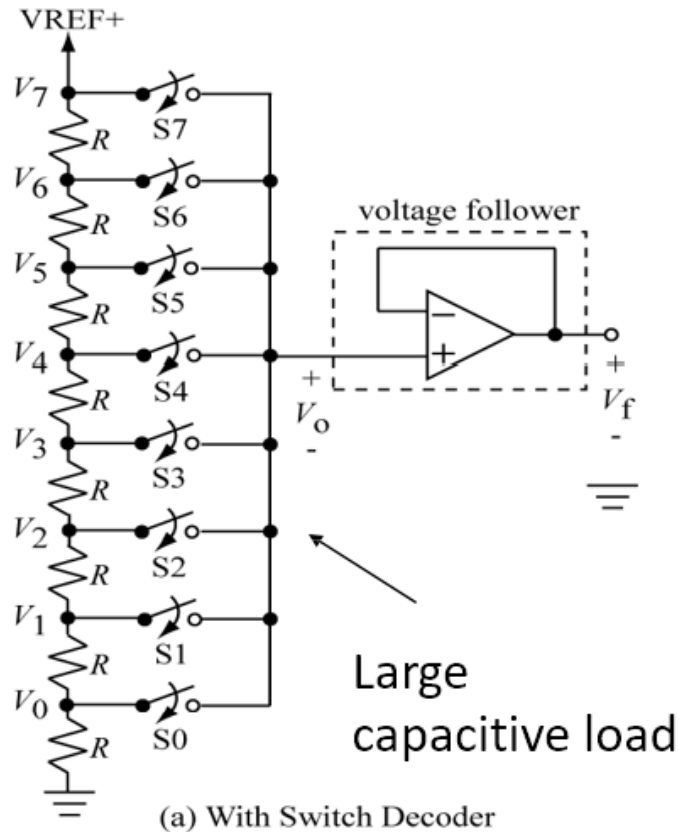 VREF+
V7
S7
R
V6
S6
R
voltage follower
V5
S5
R
−
V4
+
S4
+
+
Vo
Vf
R
-
-
V3
S3
R
V2
S2
R
V1
S1
Large
R
capacitive load
V0
S0
R
(a) With Switch Decoder